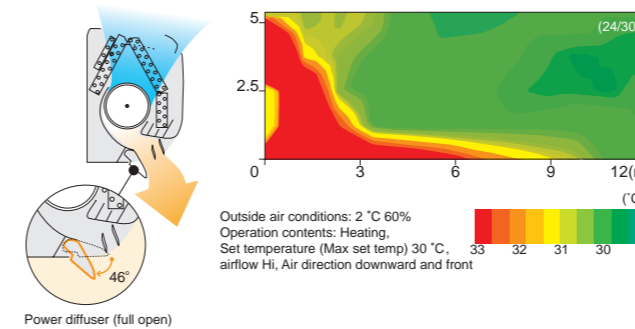 5
(24/30
2.5
0
3
6
9
12(
(˚C
Outside air conditions: 2 ˚C 60%
Operation contents: Heating,
Set temperature (Max set temp) 30 ˚C,
airflow Hi, Air direction downward and front
33
32
31
30
46°
Power diffuser (full open)